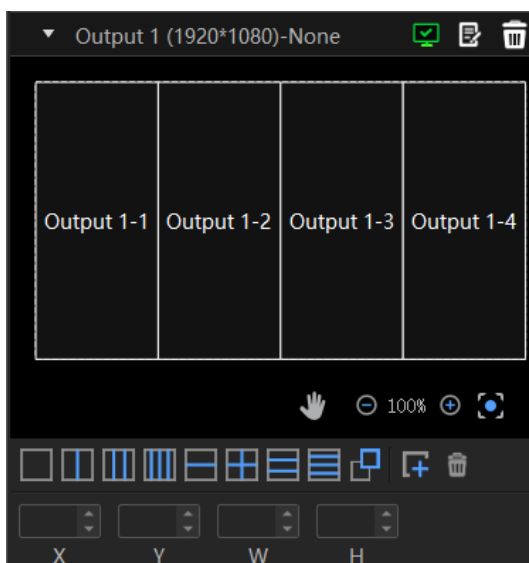 Output 1 (1920*1080)-None
Output 1-1 Output 1-2 Output 1-3 Output 1-4
100%
X Y W H